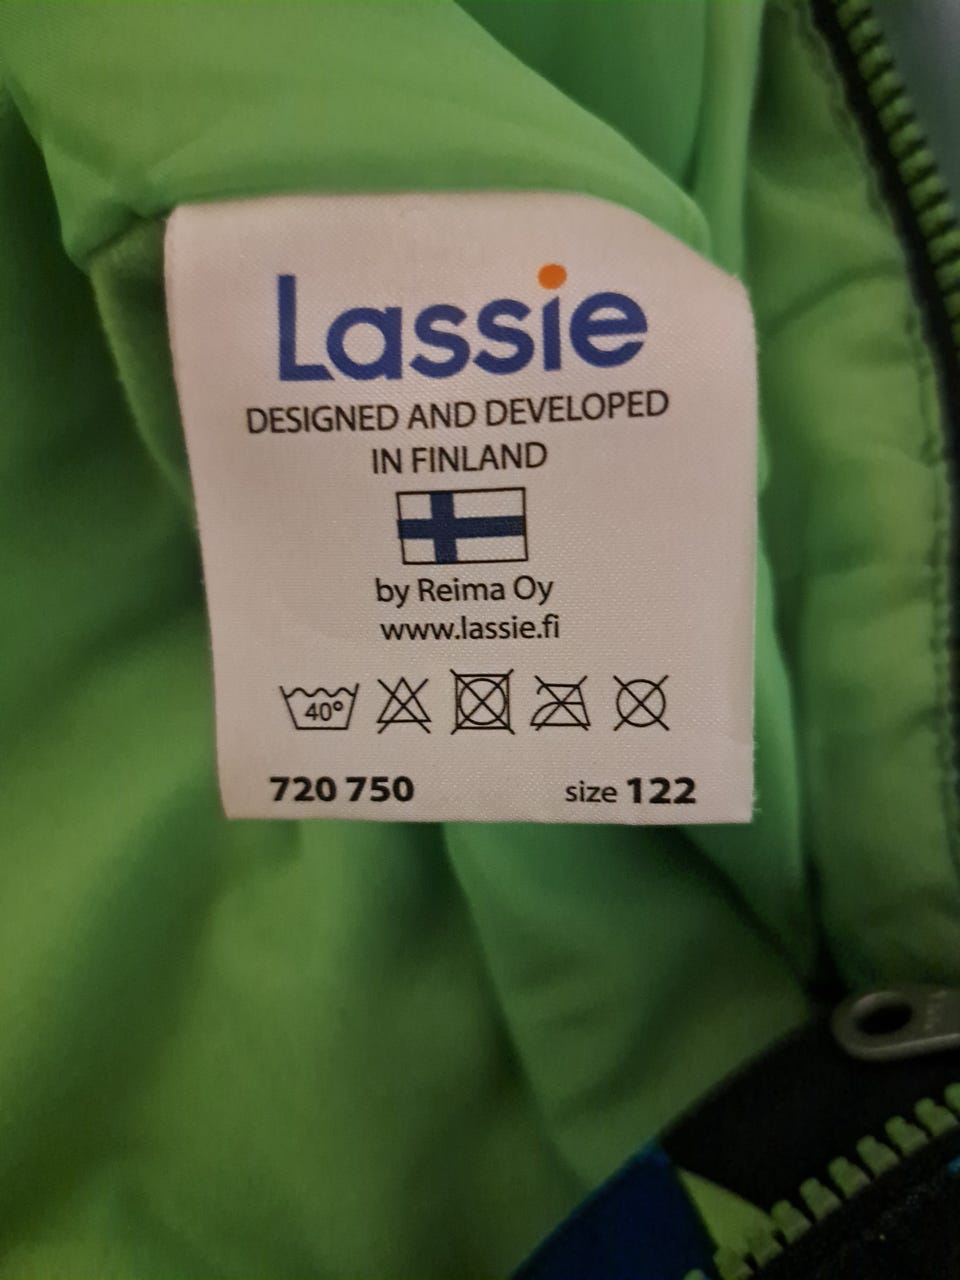 Lassie
DESIGNED AND DEVELOPED
IN FINLAND
by Reima Oy
www.lassie.fi
40°
720 750 size 122